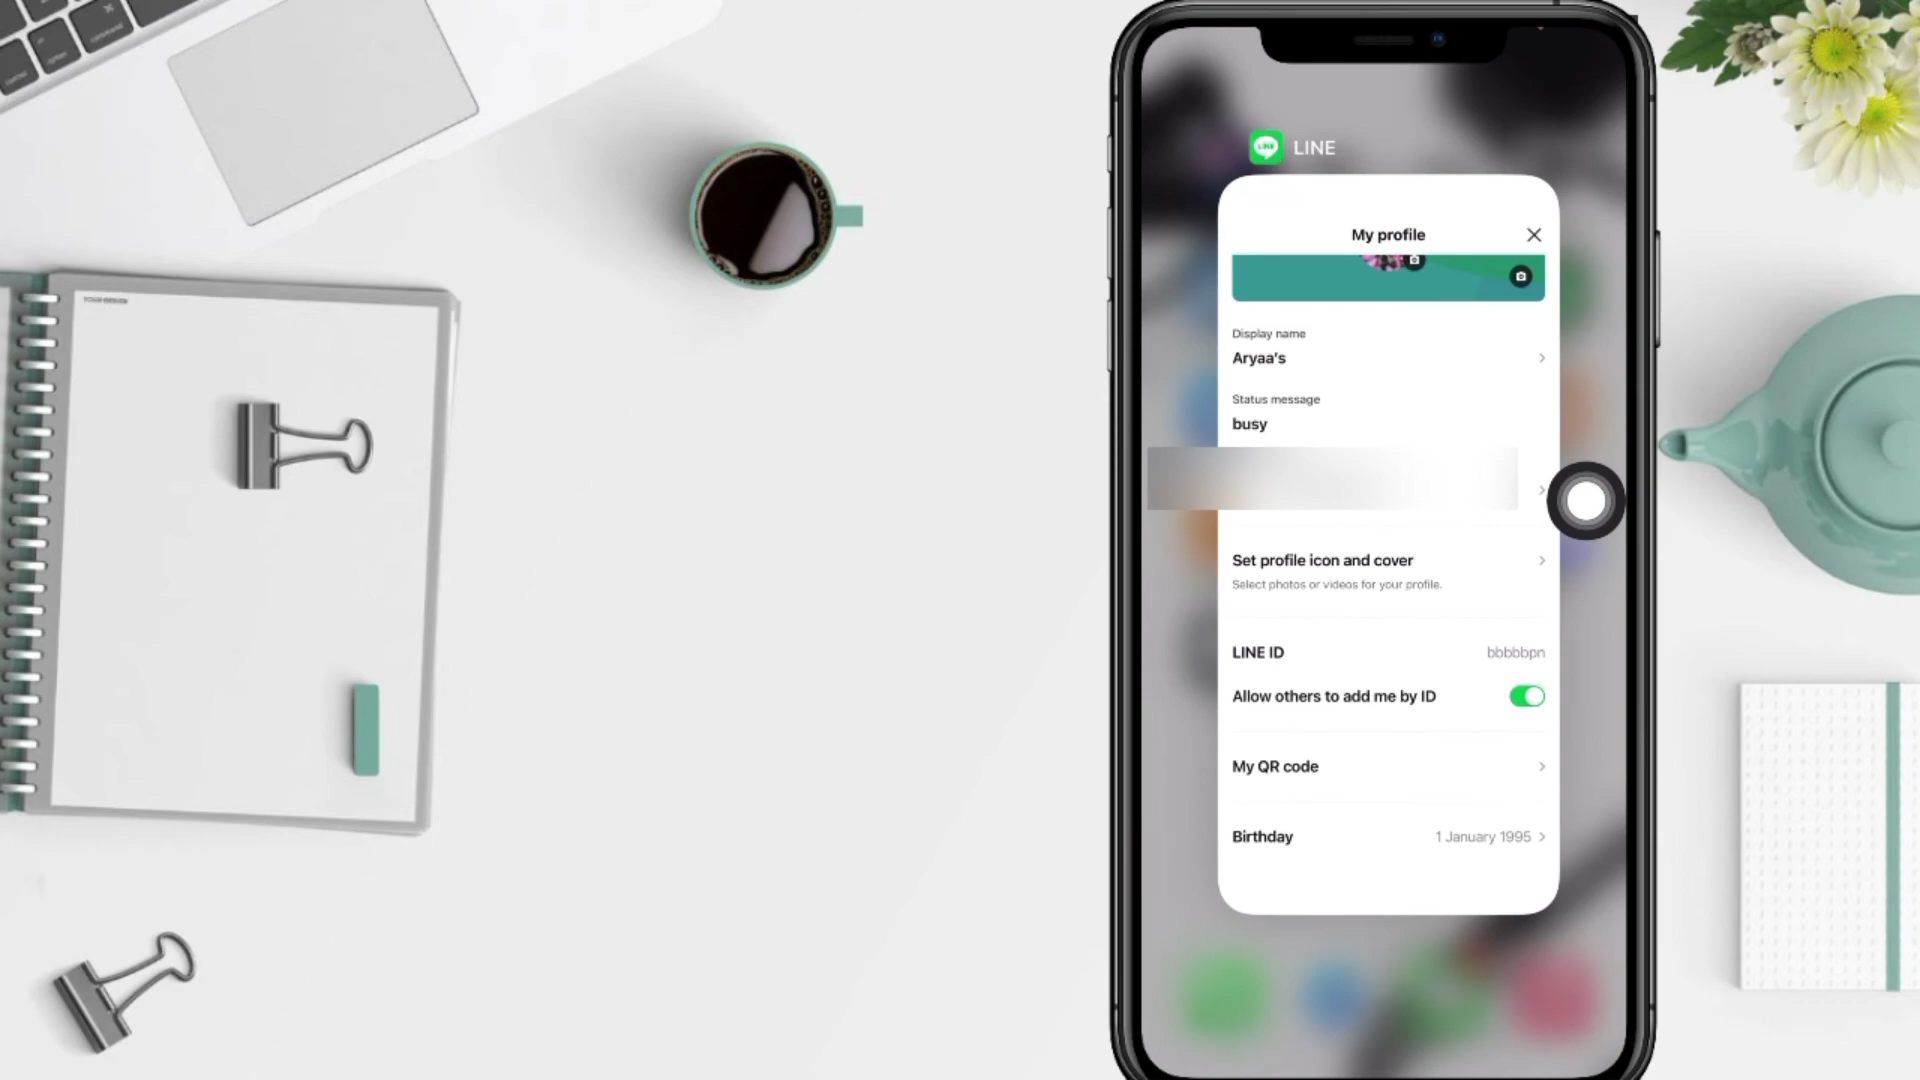 YOUR DESIGN
LINE
My profile
Display name
Aryaa's
Status message
busy
Set profile icon and cover
Select photos or videos for your profile.
LINE ID bbbbbpn
Allow others to add me by ID
My QR code
Birthday 1 January 1995